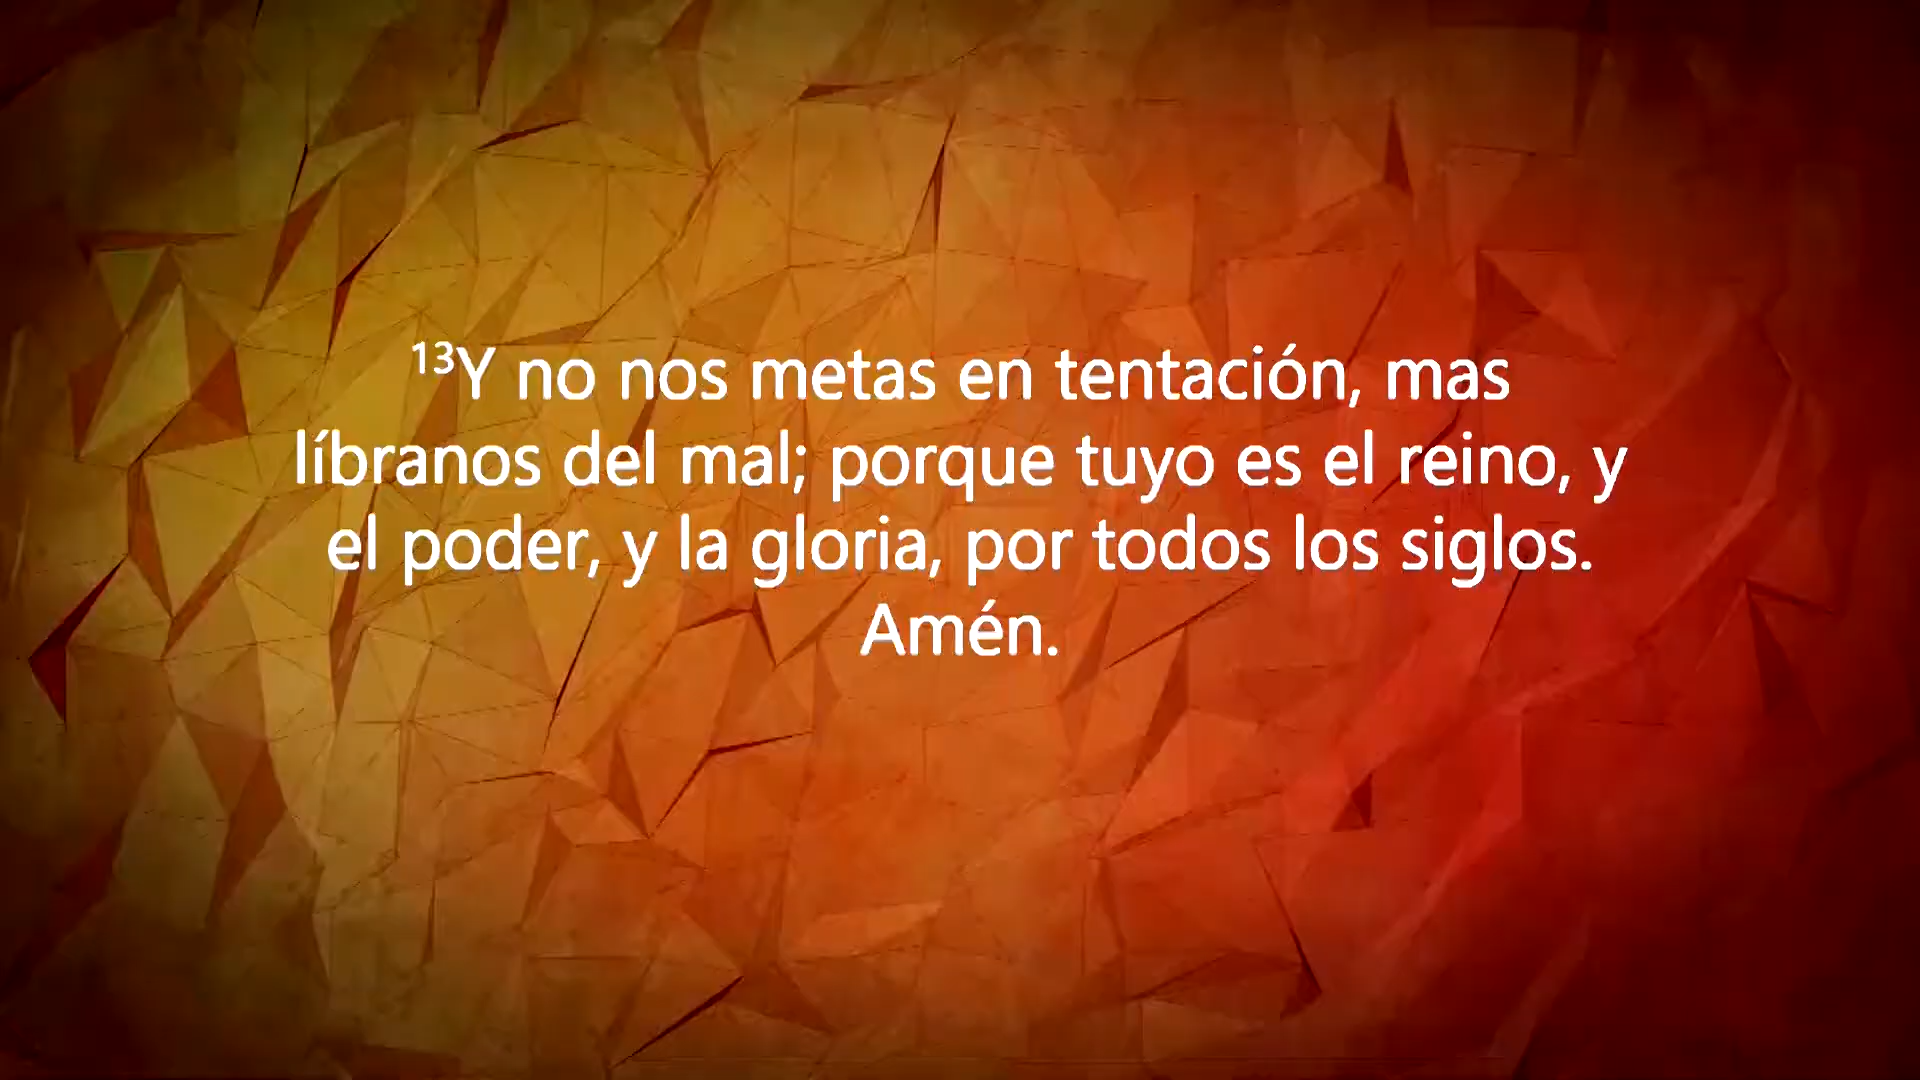 ¹³Y no nos metas en tentación, mas
líbranos del mal; porque tuyo es el reino, y
el poder, y la gloria, por todos los siglos.
Amén.